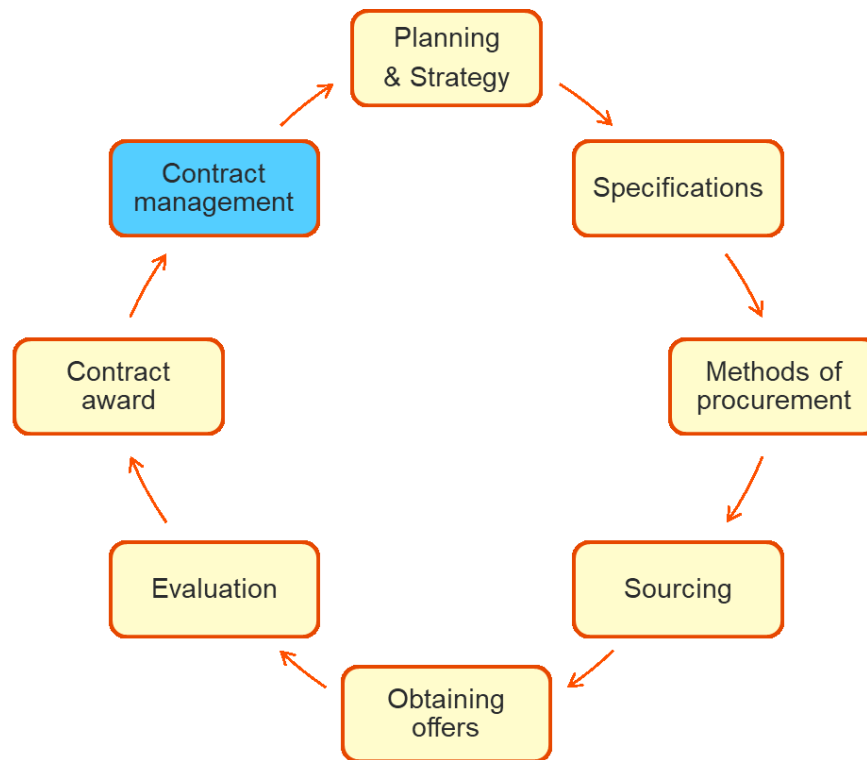 Planning
& Strategy
Specifications
Methods of
procurement
Sourcing
Obtaining
offers
Evaluation
Contract
award
Contract
management